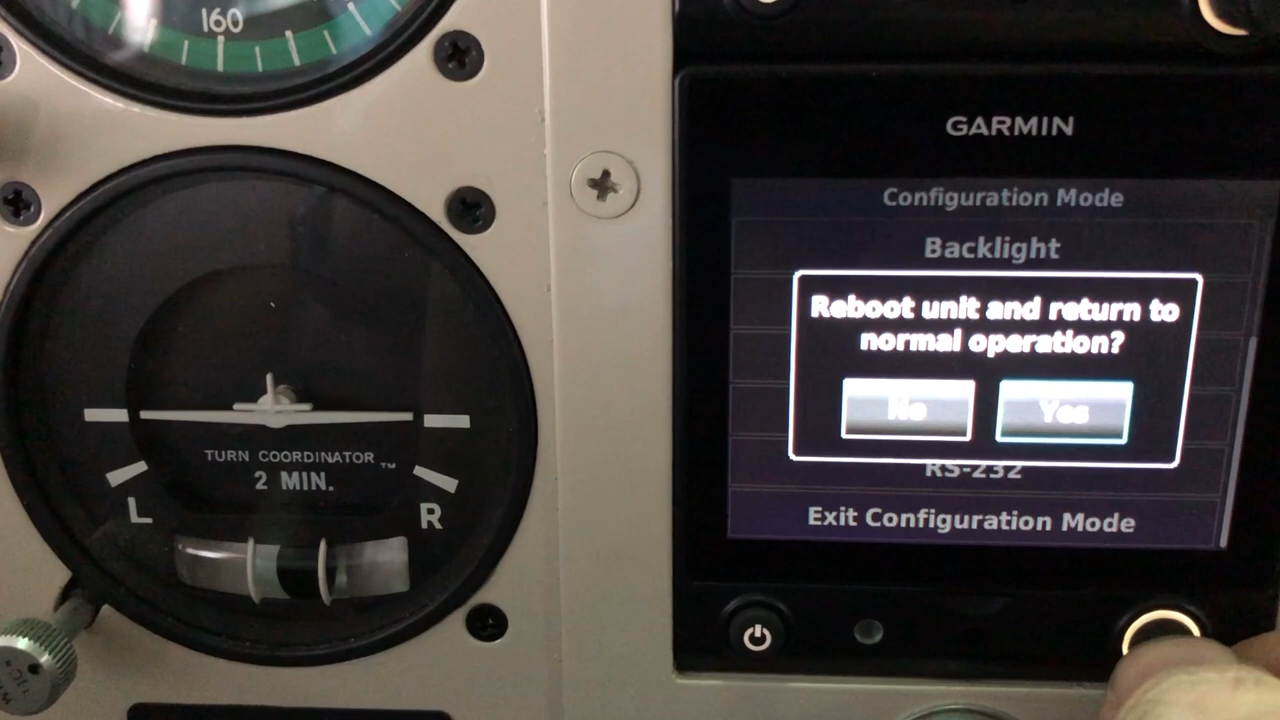 160
TURN COORDINATOR™
2 MIN.
L
R
GARMIN
Configuration Mode
Backlight
Reboot unit and return to
normal operation?
No
Yes
RS-232
Exit Configuration Mode